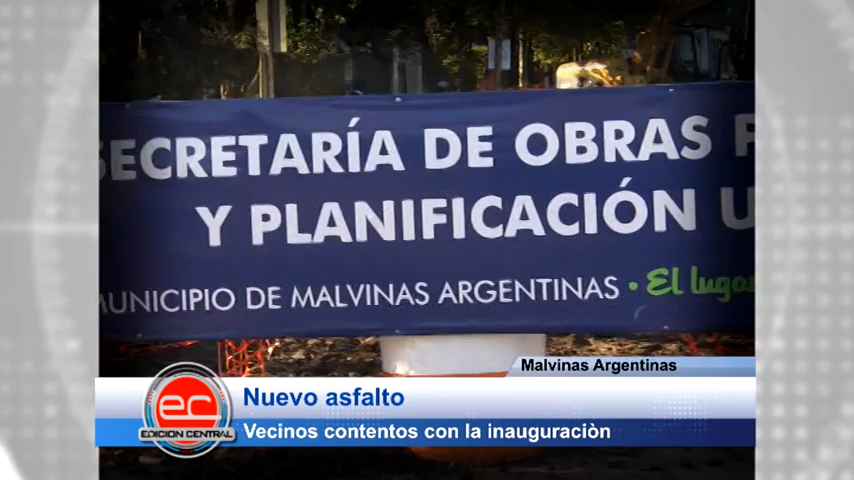 SECRETARÍA DE OBRAS P
Y PLANIFICACIÓN U
MUNICIPIO DE MALVINAS ARGENTINAS • El lugar
Malvinas Argentinas
Nuevo asfalto
Vecinos contentos con la inauguraciòn
ec
EDICION CENTRAL